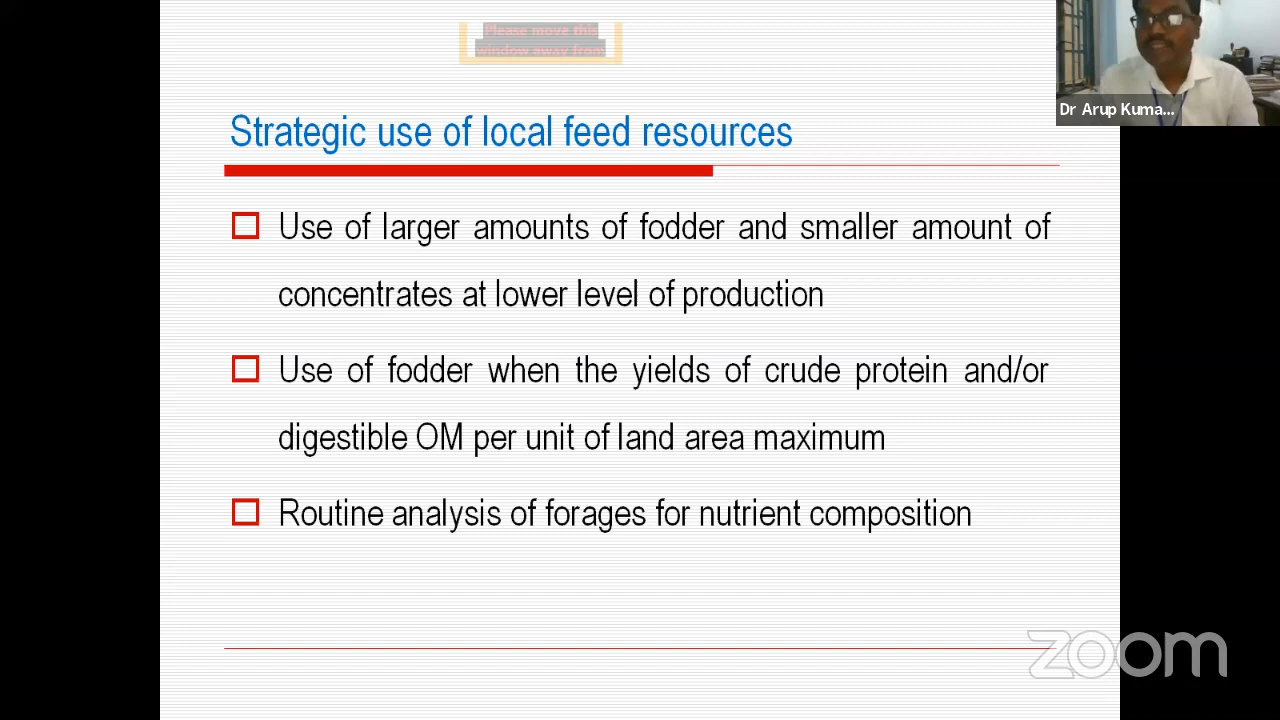 Please move this
window away from
Dr Arup Kuma...
Strategic use of local feed resources
Use of larger amounts of fodder and smaller amount of
concentrates at lower level of production
Use of fodder when the yields of crude protein and/or
digestible OM per unit of land area maximum
Routine analysis of forages for nutrient composition
zoom